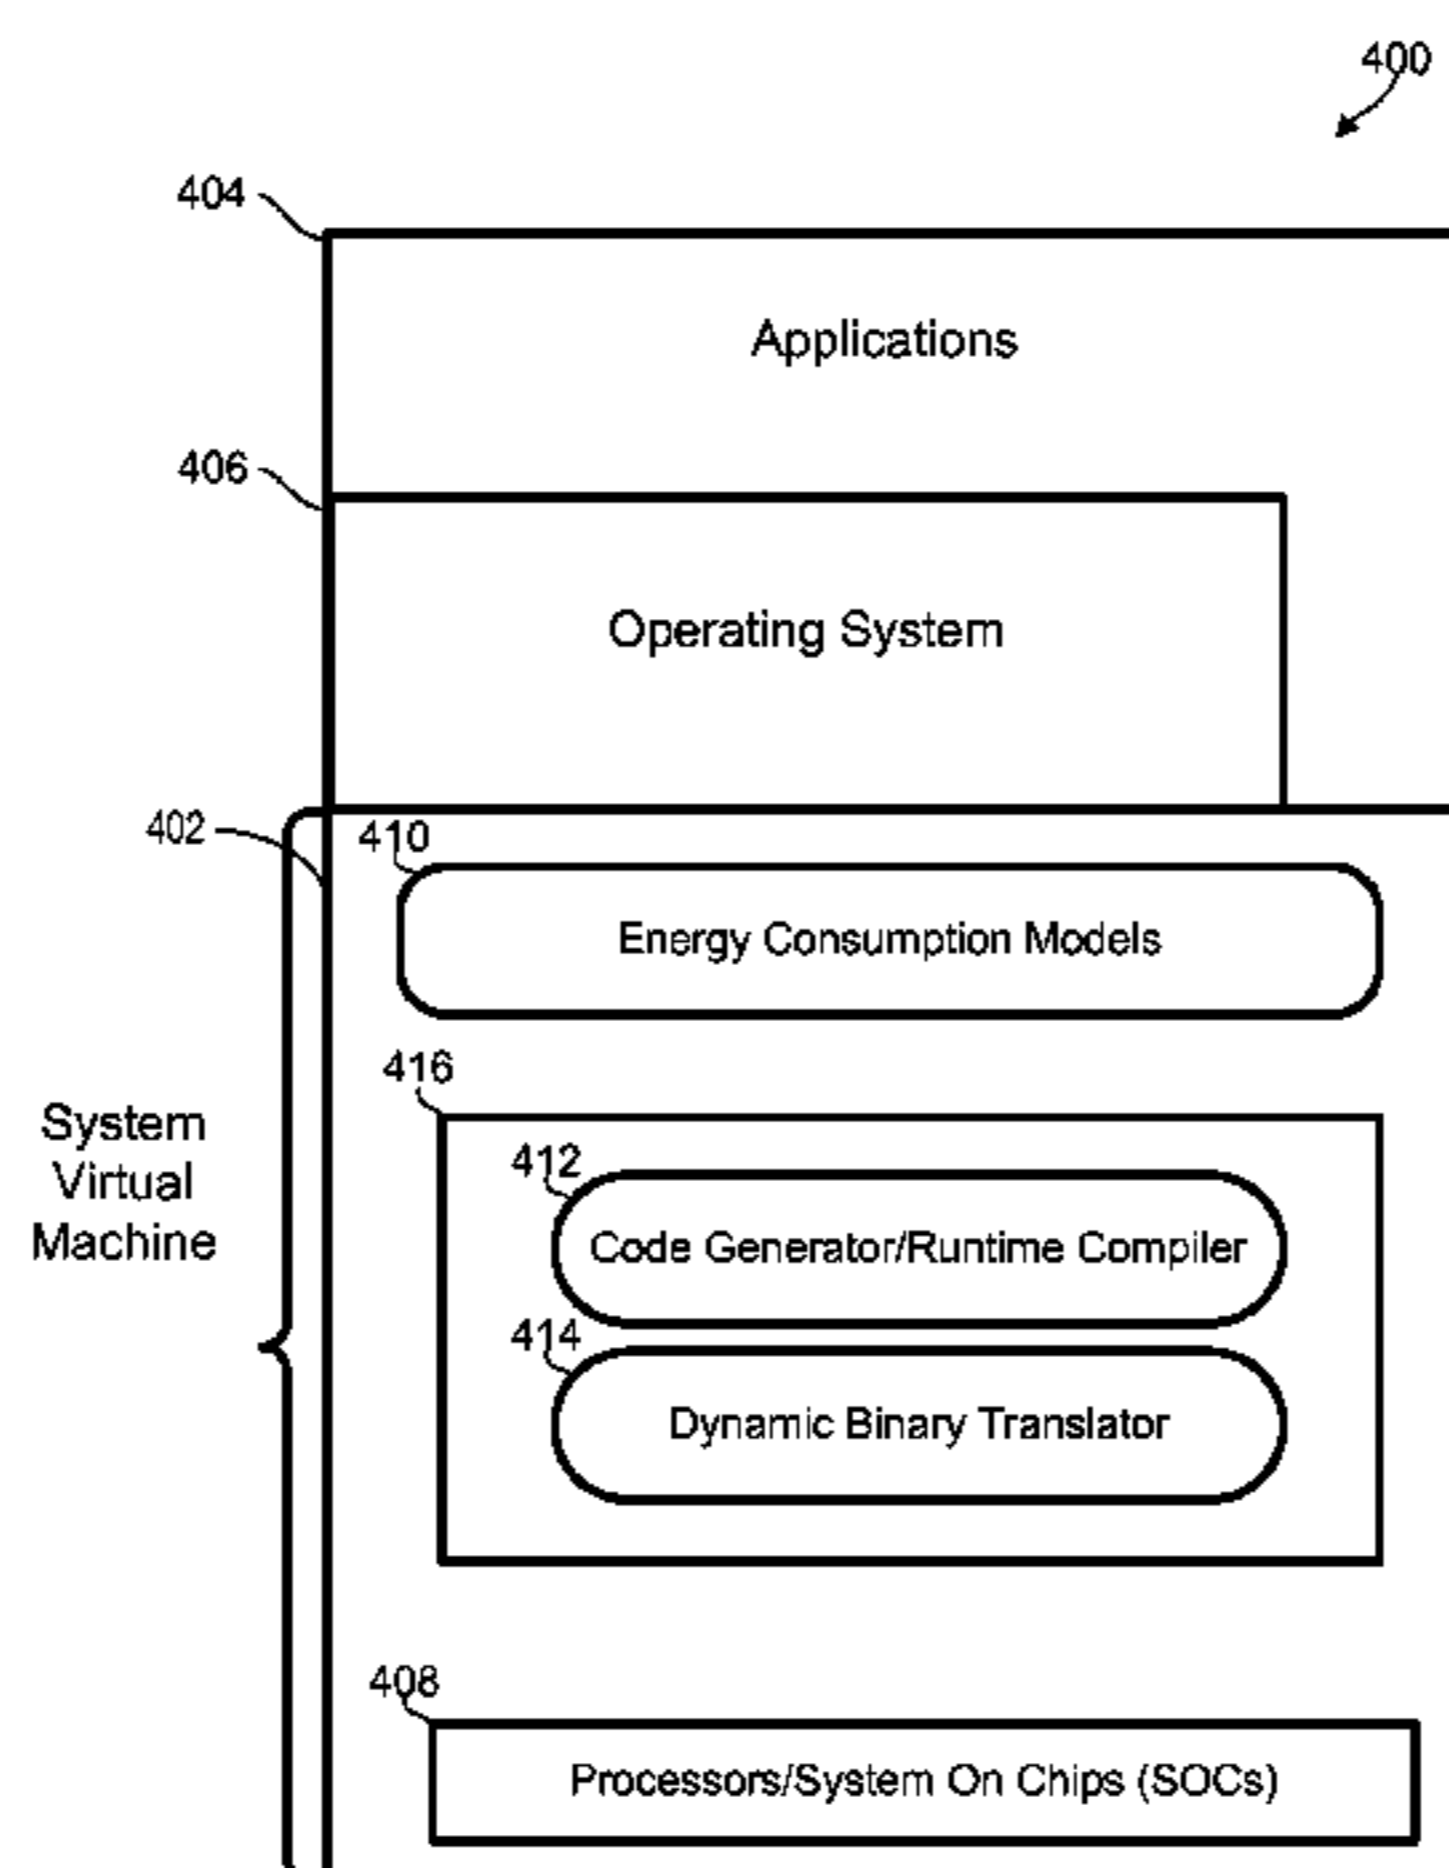 400
404
Applications
406
Operating System
402
410
Energy Consumption Models
416
System
Virtual
Machine
412
Code Generator/Runtime Compiler
414
Dynamic Binary Translator
408
Processors/System On Chips (SOCs)